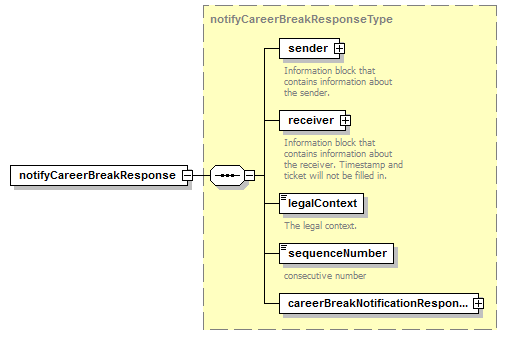 notifyCareerBreakResponseType
sender
Information block that
contains information about
the sender.
receiver
Information block that
contains information about
the receiver. Timestamp and
ticket will not be filled in.
notifyCareerBreakResponse
legalContext
The legal context.
sequenceNumber
consecutive number
careerBreakNotificationRespon...